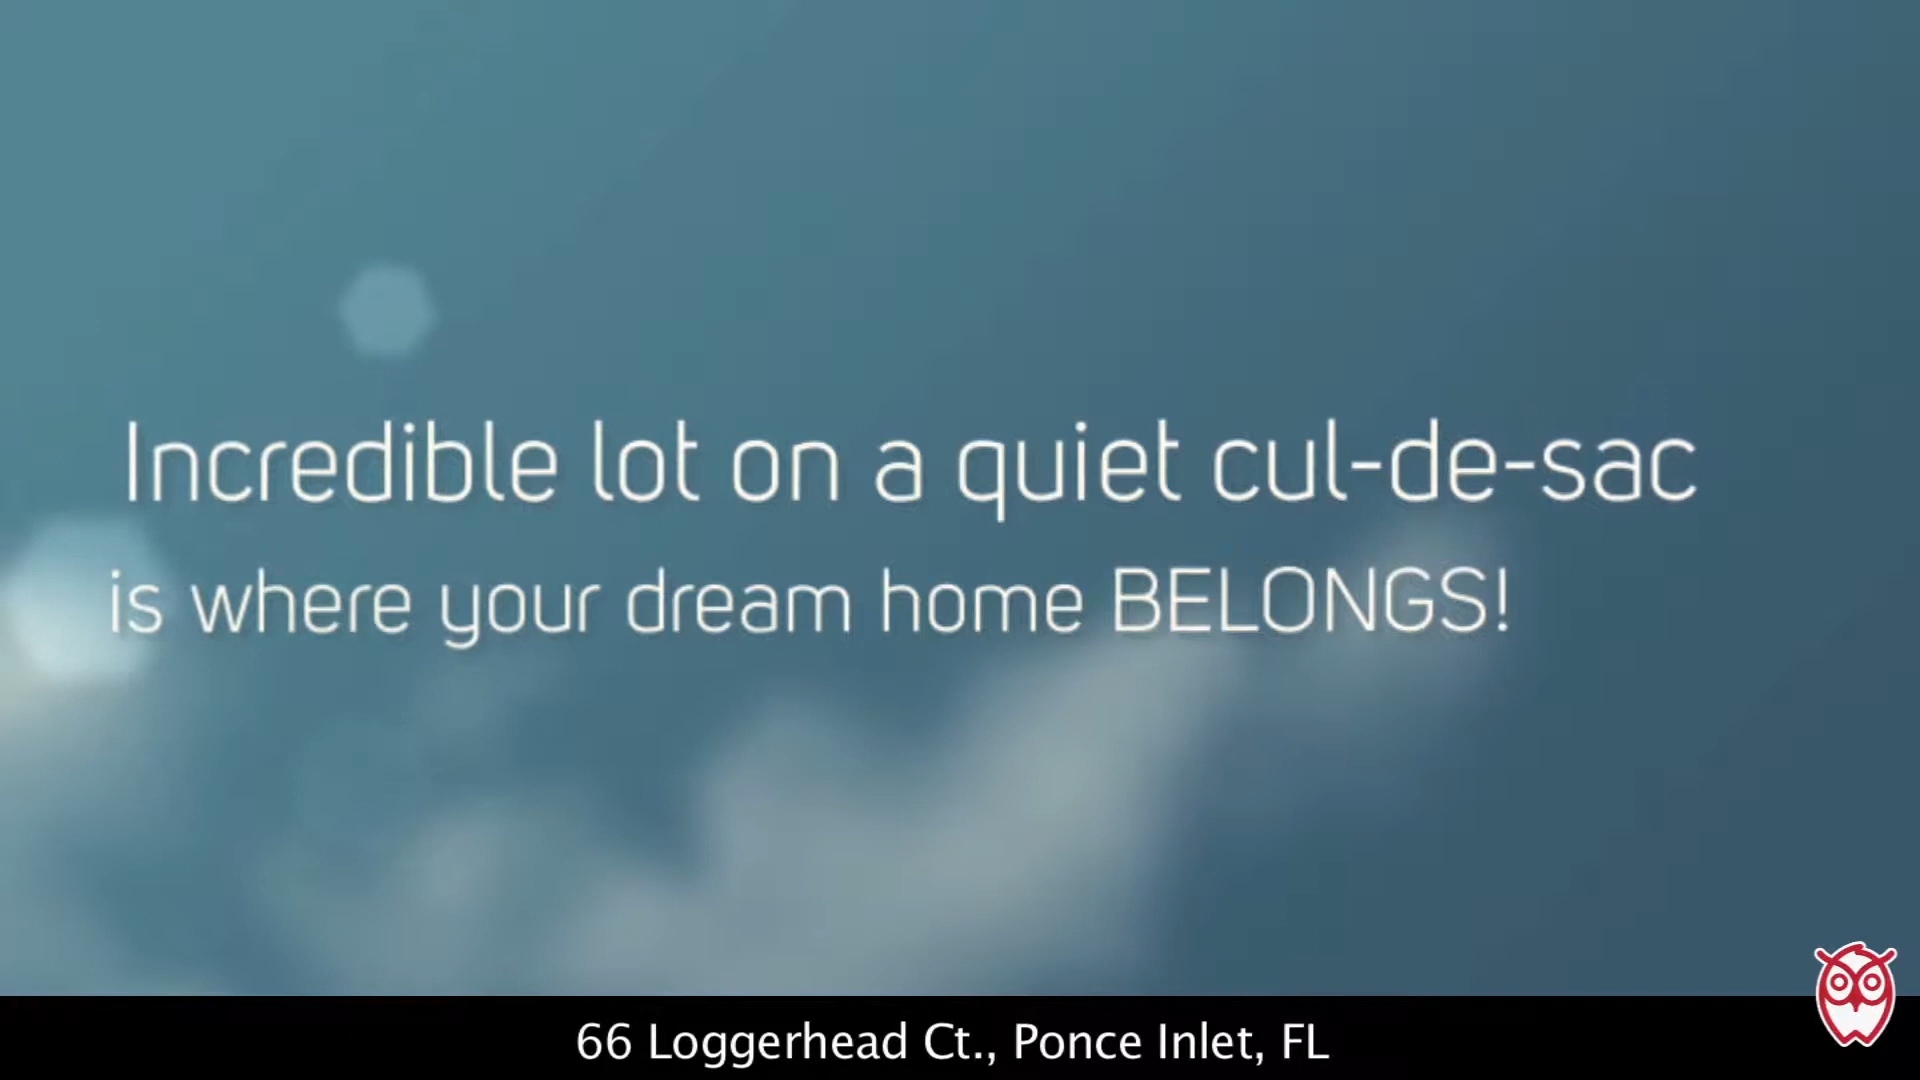 Incredible lot on a quiet cul-de-sac
is where your dream home BELONGS!
66 Loggerhead Ct., Ponce Inlet, FL